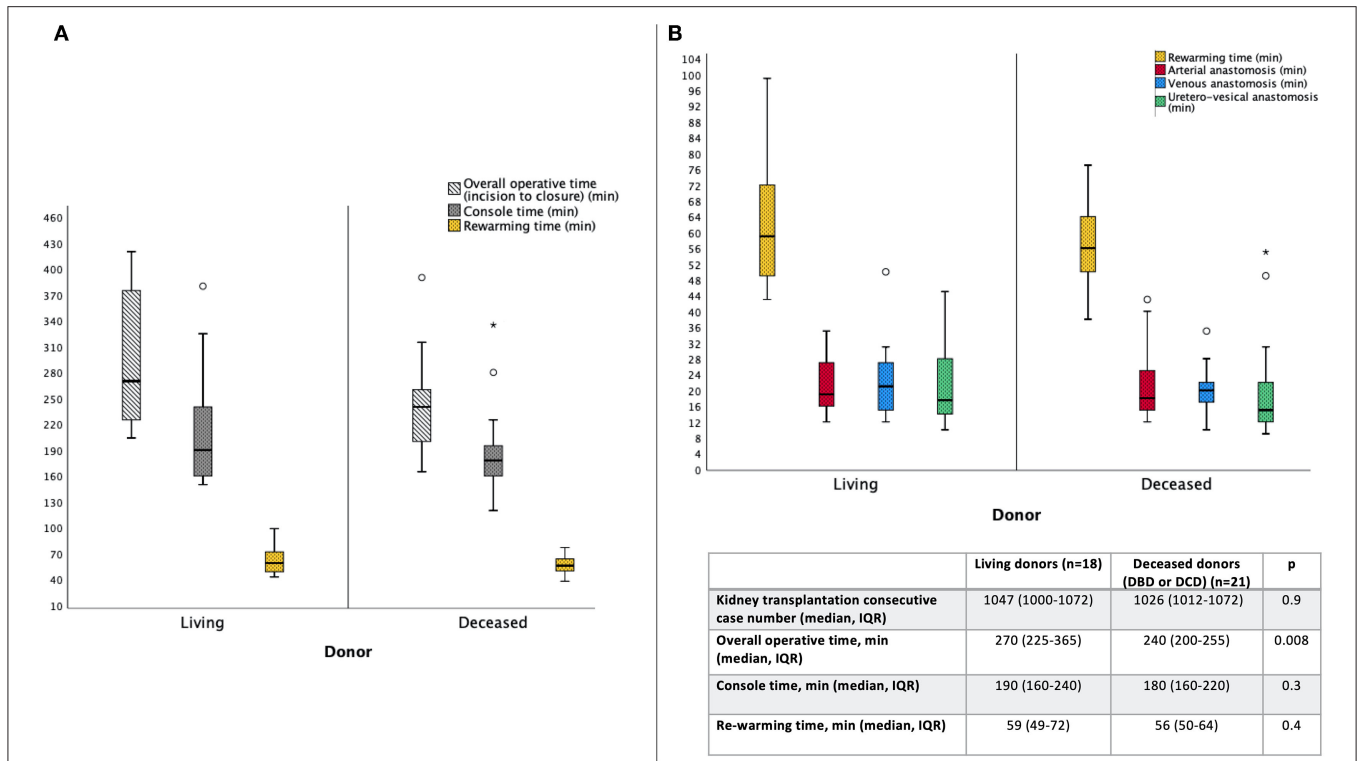 A
Overall operative time
(incision to closure) (min)
Console time (min)
Rewarming time (min)
460
430
400
370
340
310
280
250
220
190
160
130
100
70
40
10
Living
Deceased
Donor
B
Rewarming time (min)
Arterial anastomosis (min)
Venous anastomosis (min)
Uretero-vesical anastomosis
(min)
104
100
96
92
88
84
80
76
72
68
64
60
56
52
48
44
40
36
32
28
24
20
16
12
8
4
0
Living
Deceased
Donor
Living donors (n=18) Deceased donors p
(DBD or DCD) (n=21)
Kidney transplantation consecutive 1047 (1000-1072) 1026 (1012-1072) 0.9
case number (median, IQR)
Overall operative time, min 270 (225-365) 240 (200-255) 0.008
(median, IQR)
Console time, min (median, IQR) 190 (160-240) 180 (160-220) 0.3
Re-warming time, min (median, IQR) 59 (49-72) 56 (50-64) 0.4